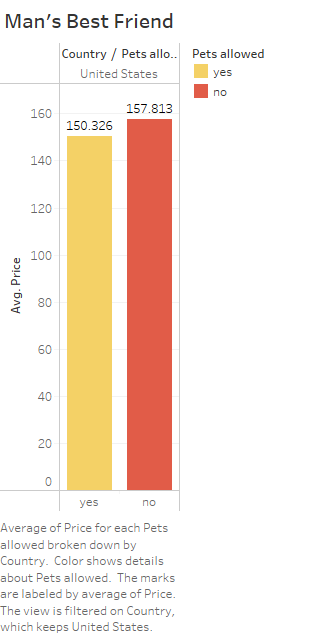 Man's Best Friend
Country / Pets allo..
United States
Pets allowed
yes
no
157.813
150.326
160
140
120
100
80
60
40
20
0
Avg. Price
yes
no
Average of Price for each Pets
allowed broken down by
Country.  Color shows details
about Pets allowed.  The marks
are labeled by average of Price.
The view is filtered on Country,
which keeps United States.